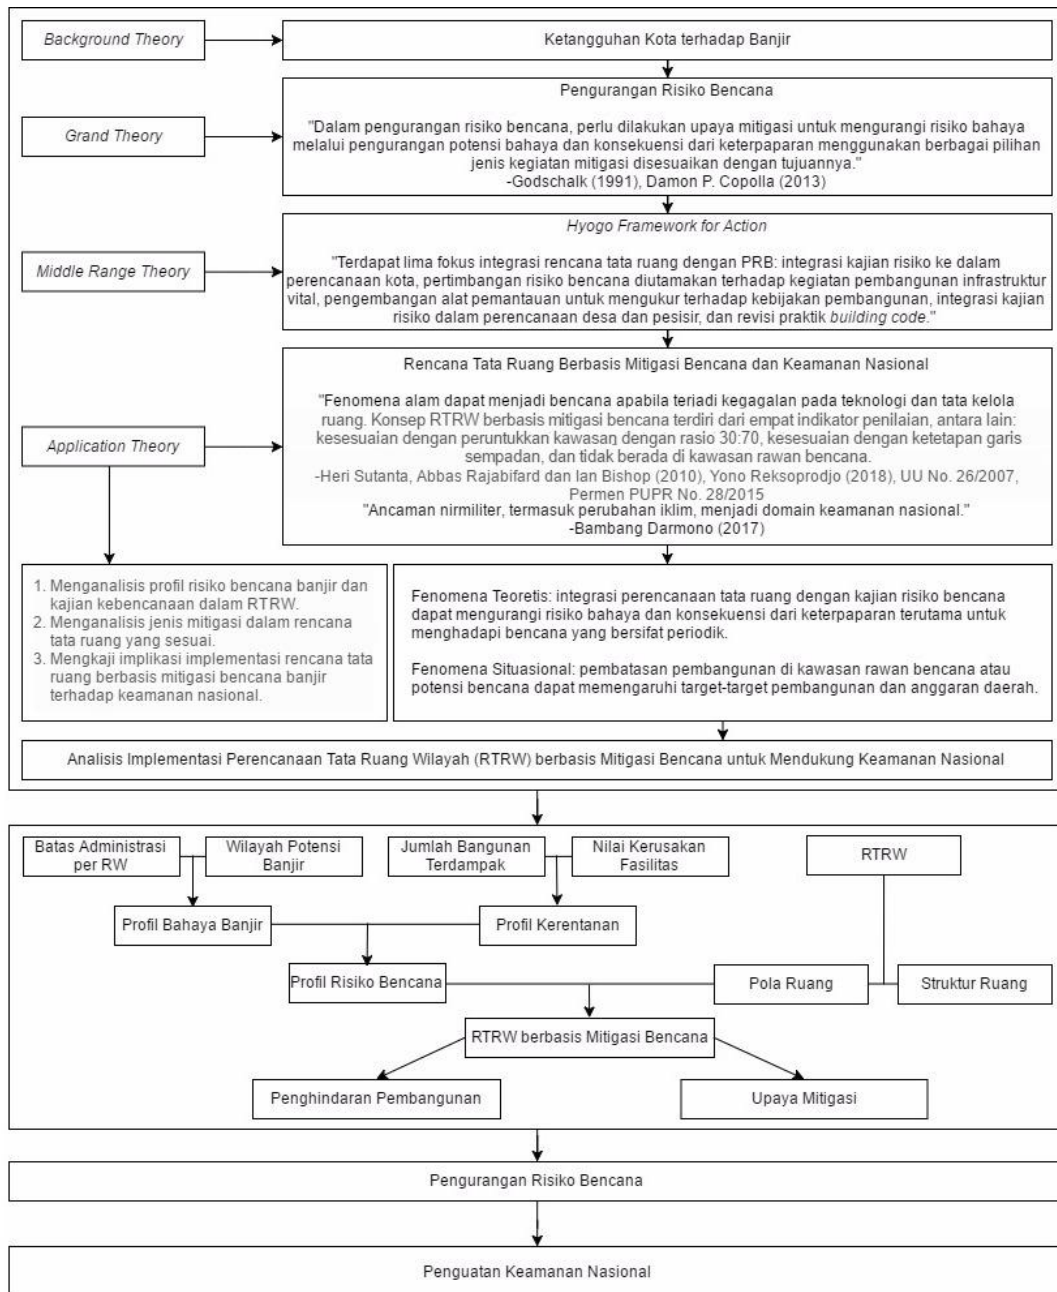 Background Theory
Ketangguhan Kota terhadap Banjir
Grand Theory
Pengurangan Risiko Bencana
"Dalam pengurangan risiko bencana, perlu dilakukan upaya mitigasi untuk mengurangi risiko bahaya
melalui pengurangan potensi bahaya dan konsekuensi dari keterpaparan menggunakan berbagai pilihan
jenis kegiatan mitigasi disesuaikan dengan tujuannya."
-Godschalk (1991), Damon P. Copolla (2013)
Middle Range Theory
Hyogo Framework for Action
"Terdapat lima fokus integrasi rencana tata ruang dengan PRB: integrasi kajian risiko ke dalam
perencanaan kota, pertimbangan risiko bencana diutamakan terhadap kegiatan pembangunan infrastruktur
vital, pengembangan alat pemantauan untuk mengukur terhadap kebijakan pembangunan, integrasi kajian
risiko dalam perencanaan desa dan pesisir, dan revisi praktik building code."
Application Theory
Rencana Tata Ruang Berbasis Mitigasi Bencana dan Keamanan Nasional
"Fenomena alam dapat menjadi bencana apabila terjadi kegagalan pada teknologi dan tata kelola
ruang. Konsep RTRW berbasis mitigasi bencana terdiri dari empat indikator penilaian, antara lain:
kesesuaian dengan peruntukkan kawasan dengan rasio 30:70, kesesuaian dengan ketetapan garis
sempadan, dan tidak berada di kawasan rawan bencana.
-Heri Sutanta, Abbas Rajabifard dan Ian Bishop (2010), Yono Reksoprodjo (2018), UU No. 26/2007,
Permen PUPR No. 28/2015
"Ancaman nirmiliter, termasuk perubahan iklim, menjadi domain keamanan nasional."
-Bambang Darmono (2017)
1. Menganalisis profil risiko bencana banjir dan
kajian kebencanaan dalam RTRW.
2. Menganalisis jenis mitigasi dalam rencana
tata ruang yang sesuai.
3. Mengkaji implikasi implementasi rencana tata
ruang berbasis mitigasi bencana banjir
terhadap keamanan nasional.
Fenomena Teoretis: integrasi perencanaan tata ruang dengan kajian risiko bencana
dapat mengurangi risiko bahaya dan konsekuensi dari keterpaparan terutama untuk
menghadapi bencana yang bersifat periodik.
Fenomena Situasional: pembatasan pembangunan di kawasan rawan bencana atau
potensi bencana dapat memengaruhi target-target pembangunan dan anggaran daerah.
Analisis Implementasi Perencanaan Tata Ruang Wilayah (RTRW) berbasis Mitigasi Bencana untuk Mendukung Keamanan Nasional
Batas Administrasi
per RW
Wilayah Potensi
Banjir
Jumlah Bangunan
Terdampak
Nilai Kerusakan
Fasilitas
RTRW
Profil Bahaya Banjir
Profil Kerentanan
Profil Risiko Bencana
Pola Ruang
Struktur Ruang
RTRW berbasis Mitigasi Bencana
Penghindaran Pembangunan
Upaya Mitigasi
Pengurangan Risiko Bencana
Penguatan Keamanan Nasional